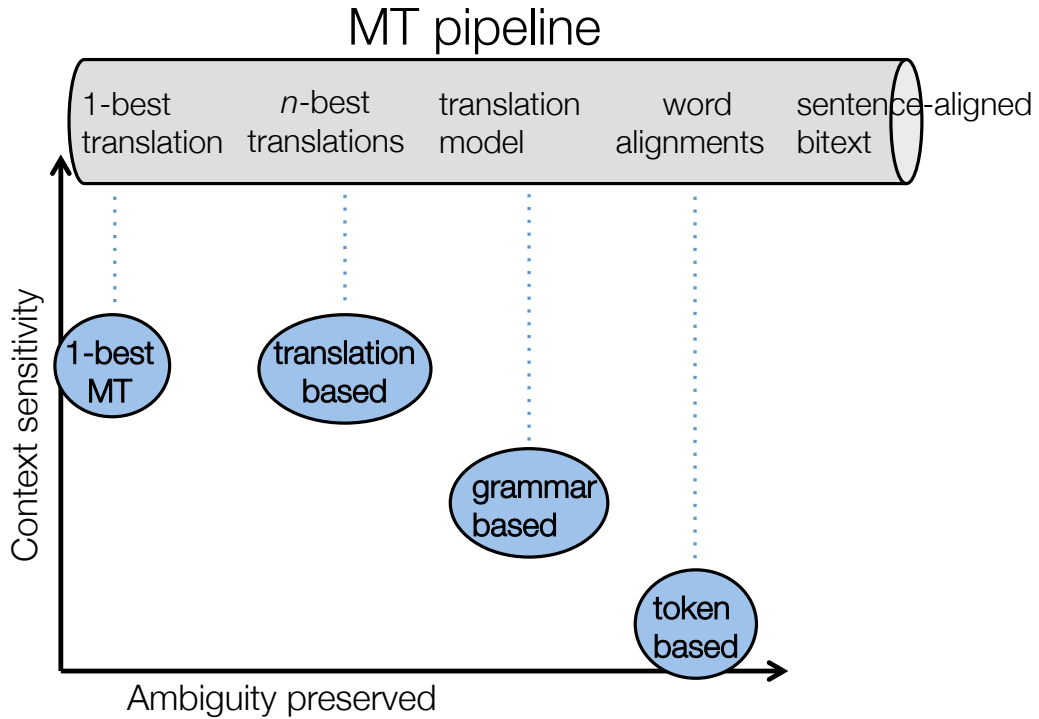 MT pipeline
1-best
translation
n-best
translations
translation
model
word
alignments
sentence-aligned
bitext
Context sensitivity
1-best
MT
translation
based
grammar
based
token
based
Ambiguity preserved